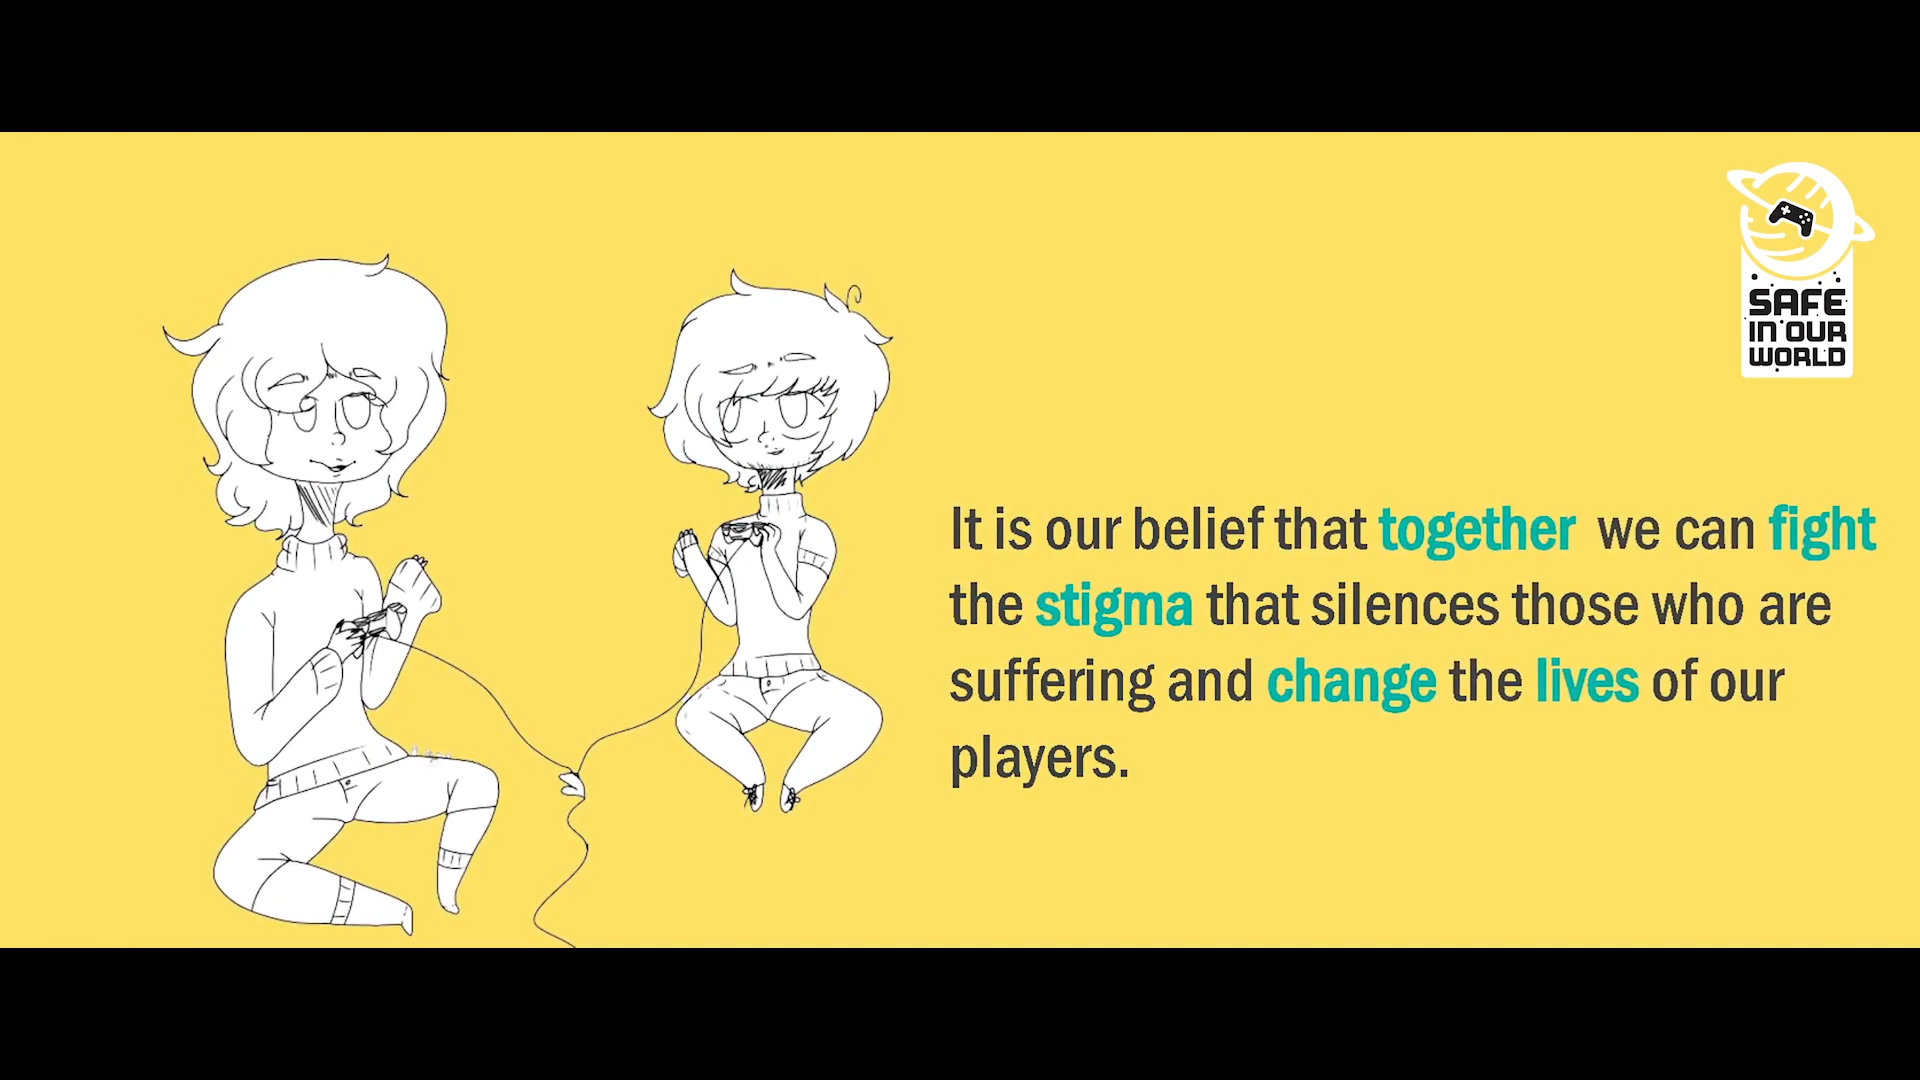 SAFE
IN OUR
WORLD
It is our belief that together we can fight
the stigma that silences those who are
suffering and change the lives of our
players.